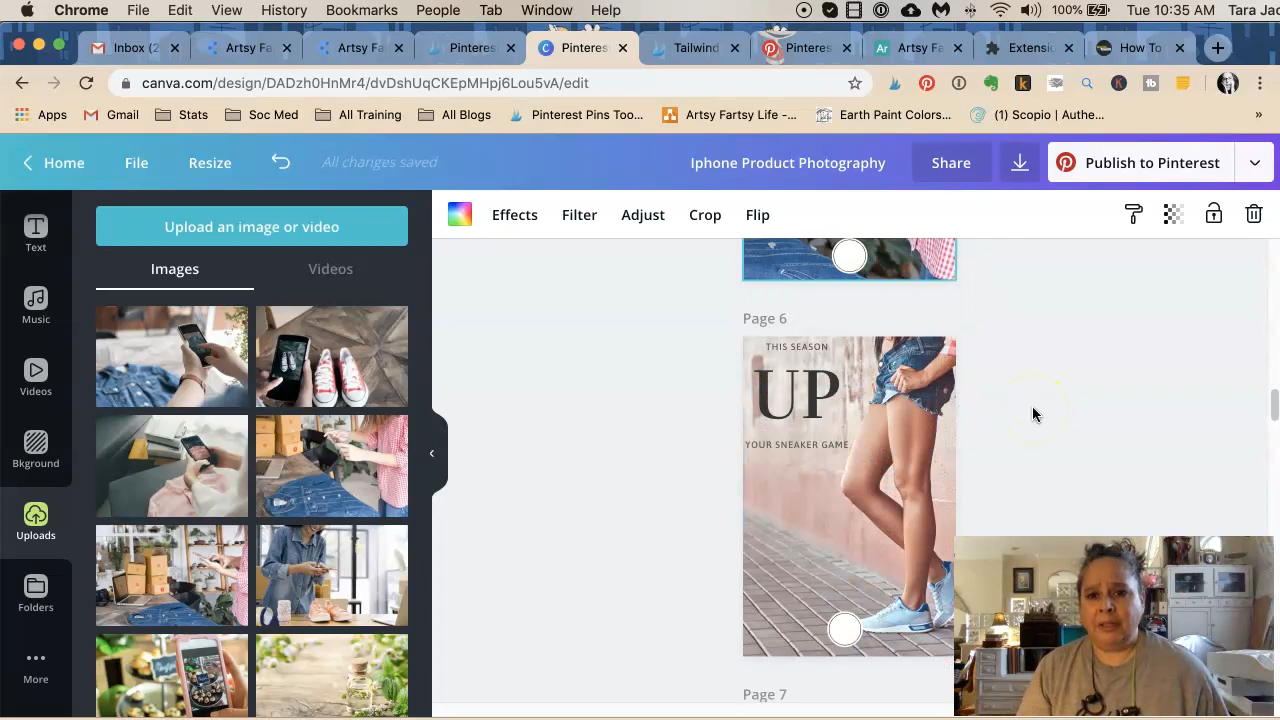 Chrome File Edit View History Bookmarks People Tab Window Help 100% Tue 10:35 AM Tara Jac
Inbox (2 Artsy Fa Artsy Fa Pinteres Pinteres Tailwind Pinteres Artsy Fa Extensio How To
canva.com/design/DADzh0HnMr4/dvDshUqCKEpMHpj6Lou5vA/edit
Apps Gmail Stats Soc Med All Training All Blogs Pinterest Pins Too... Artsy Fartsy Life -... Earth Paint Colors... (1) Scopio | Authe... »
Home File Resize All changes saved Iphone Product Photography Share Publish to Pinterest
Text
Music
Videos
Bkground
Uploads
Folders
More
Upload an image or video
Images Videos
Effects Filter Adjust Crop Flip
Page 6
THIS SEASON
UP
YOUR SNEAKER GAME
Page 7